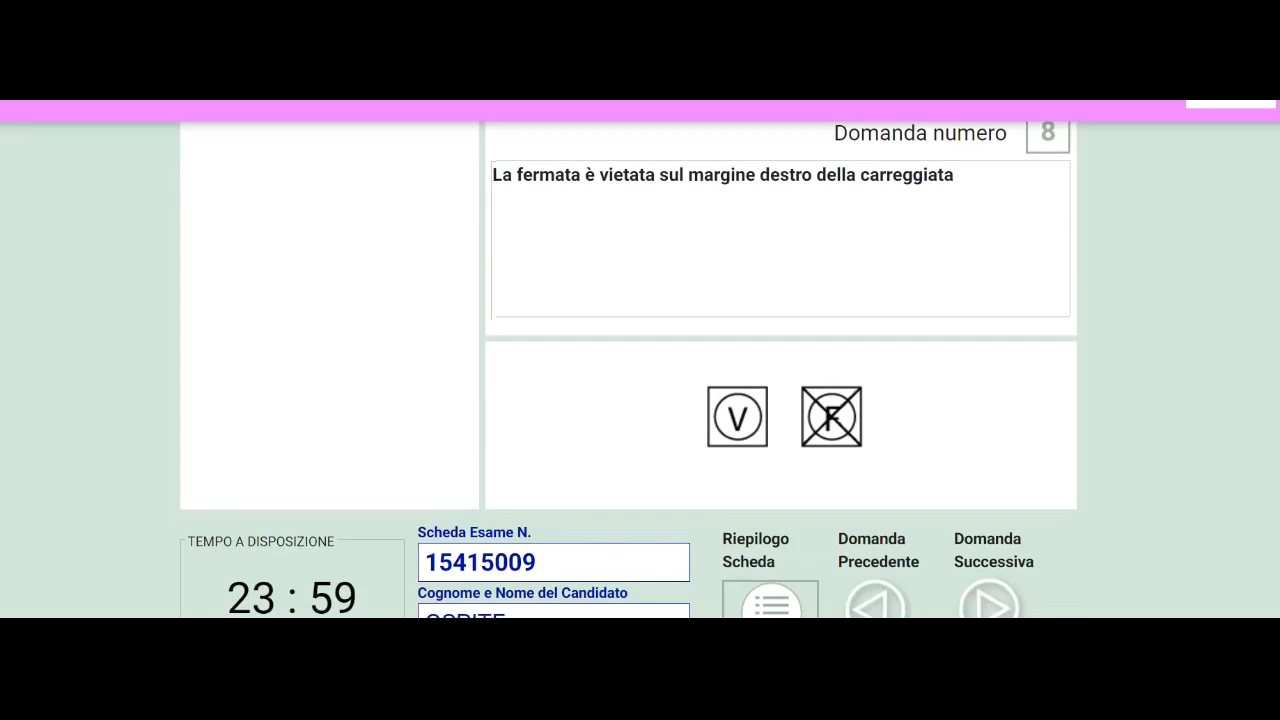 Domanda numero 8
La fermata è vietata sul margine destro della carreggiata
V F
TEMPO A DISPOSIZIONE
23 : 59
Scheda Esame N.
15415009
Cognome e Nome del Candidato
Riepilogo Scheda
Domanda Precedente
Domanda Successiva